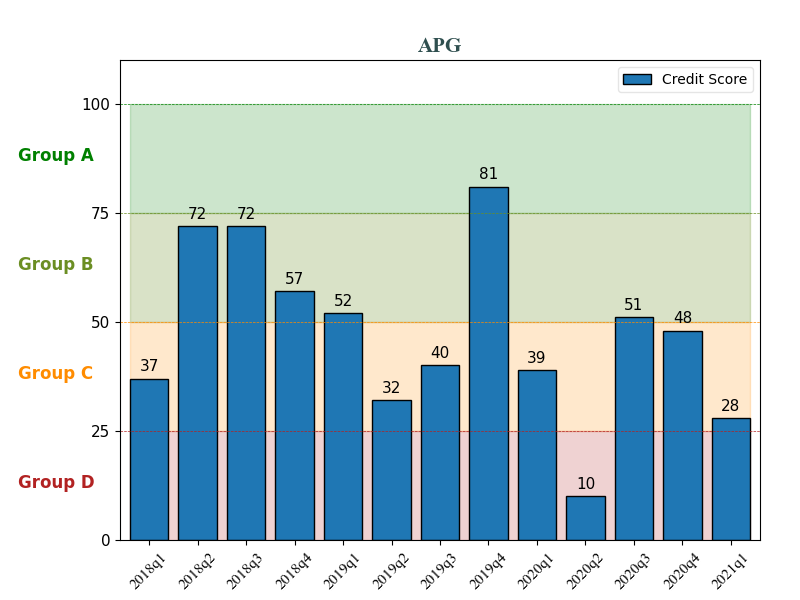 APG
Credit Score
100
75
50
25
0
Group A
Group B
Group C
Group D
37
72
72
57
52
32
40
81
39
10
51
48
28
2018q1
2018q2
2018q3
2018q4
2019q1
2019q2
2019q3
2019q4
2020q1
2020q2
2020q3
2020q4
2021q1